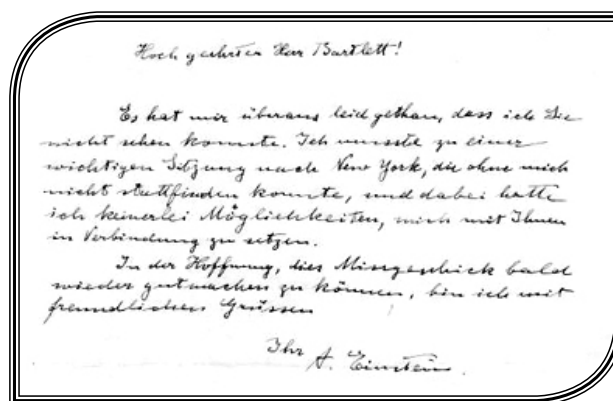 Hoch geehrter Herr Bartlett!
Es hat mir überaus leid gethan, dass ich Sie
nicht sehen konnte. Ich musste zu einer
wichtigen Sitzung nach New York, die ohne mich
nicht stattfinden konnte, und dabei hatte
ich keinerlei Möglichkeiten, mich mit Ihnen
in Verbindung zu setzen.
In der Hoffnung, dies Missgeschick bald
wieder gutmachen zu können, bin ich mit
freundlichen Grüssen
Ihr A. Einstein.